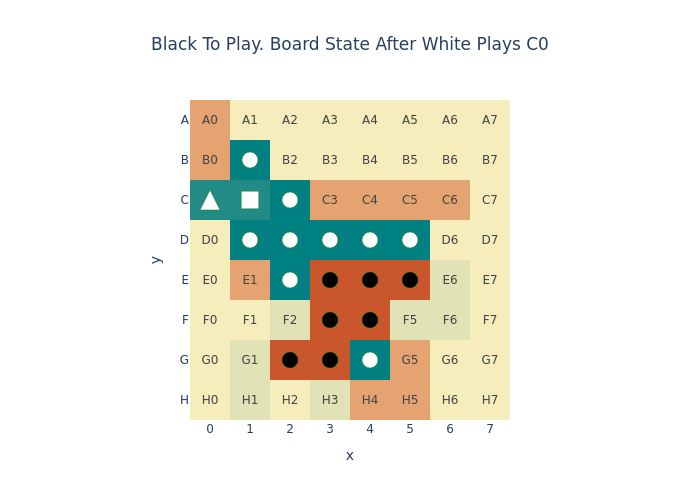 Black To Play. Board State After White Plays C0
A A0 A1 A2 A3 A4 A5 A6 A7
B B0 B2 B3 B4 B5 B6 B7
C C3 C4 C5 C6 C7
D D0 D6 D7
E E0 E1 E6 E7
F F0 F1 F2 F5 F6 F7
G G0 G1 G5 G6 G7
H H0 H1 H2 H3 H4 H5 H6 H7
0 1 2 3 4 5 6 7
x
y